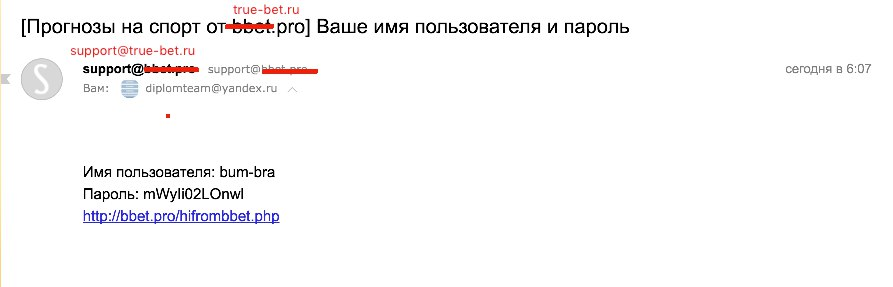 true-bet.ru
[Прогнозы на спорт от bbet.pro] Ваше имя пользователя и пароль
support@true-bet.ru
S
support@bbet.pro support@bbet.pro сегодня в 6:07
Вам: diplomteam@yandex.ru
Имя пользователя: bum-bra
Пароль: mWyIi02LOnwl
http://bbet.pro/hifrombbet.php